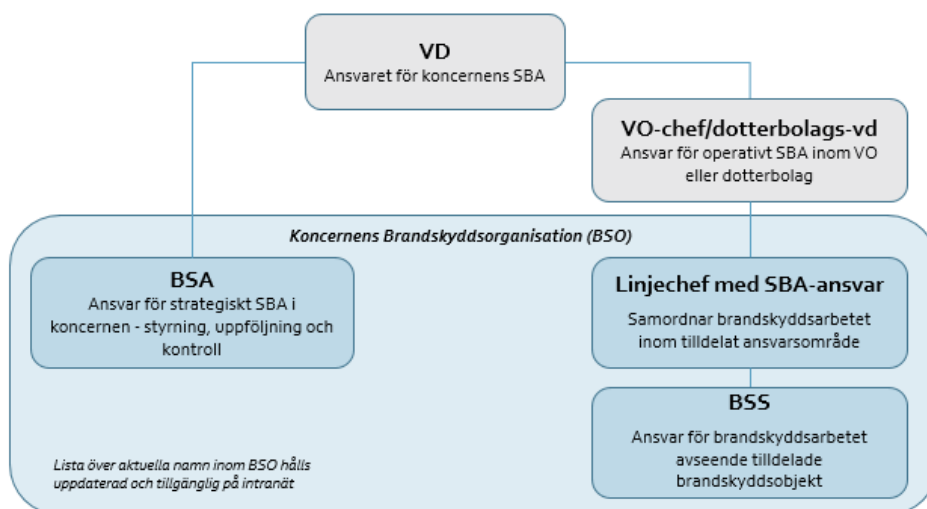 VD
Ansvaret för koncernens SBA
VO-chef/dotterbolags-vd
Ansvar för operativt SBA inom VO
eller dotterbolag
Koncernens Brandskyddsorganisation (BSO)
BSA
Ansvar för strategiskt SBA i
koncernen - styrning, uppföljning och
kontroll
Linjechef med SBA-ansvar
Samordnar brandskyddsarbetet
inom tilldelat ansvarsområde
BSS
Ansvar för brandskyddsarbetet
avseende tilldelade
brandskyddsobjekt
Lista över aktuella namn inom BSO hålls
uppdaterad och tillgänglig på intranät